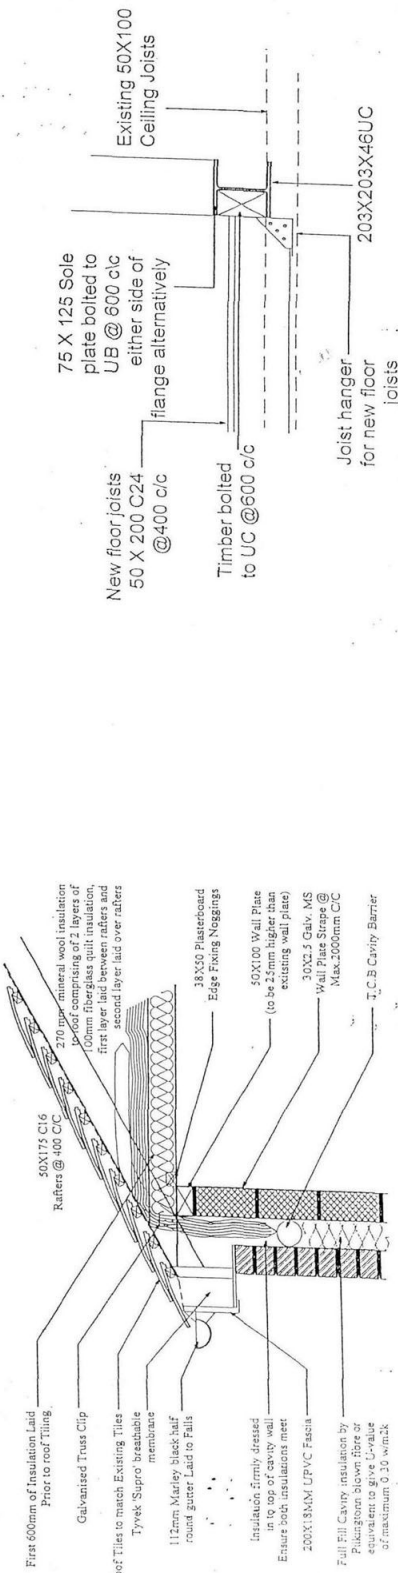 First 600mm of Insulation Laid
Prior to roof Tiling
Galvanised Truss Clip
oof Tiles to match Existing Tiles
Tyvek 'Supro' breathable
membrane
112mm Marley black half
round gutter Laid to Falls
Insulation firmly dressed
in to top of cavity wall
Ensure both insulations meet
200X18MM UPVC Fascia
Full Fill Cavity insulation by
Pilkingtonn blown fibre or
equivalent to give U-value
of maximum 0.30 w/m2k
50X175 C16
Rafters @ 400 C/C
270 mm mineral wool insulation
to roof comprising of 2 layers of
100mm fiberglass quilt insulation,
first layer laid between rafters and
second layer laid over rafters
38X50 Plasterboard
Edge Fixing Noggings
50X100 Wall Plate
(to be 25mm higher than
exitsting wall plate)
30X2.5 Galv. MS
Wall Plate Straps @
Max.2000mm C/C
T.C.B Cavity Barrier
New floor joists
50 X 200 C24
@400 c/c
75 X 125 Sole
plate bolted to
UB @ 600 c\c
either side of
flange alternatively
Existing 50X100
Ceiling Joists
Timber bolted
to UC @600 c/c
Joist hanger
for new floor
joists
203X203X46UC